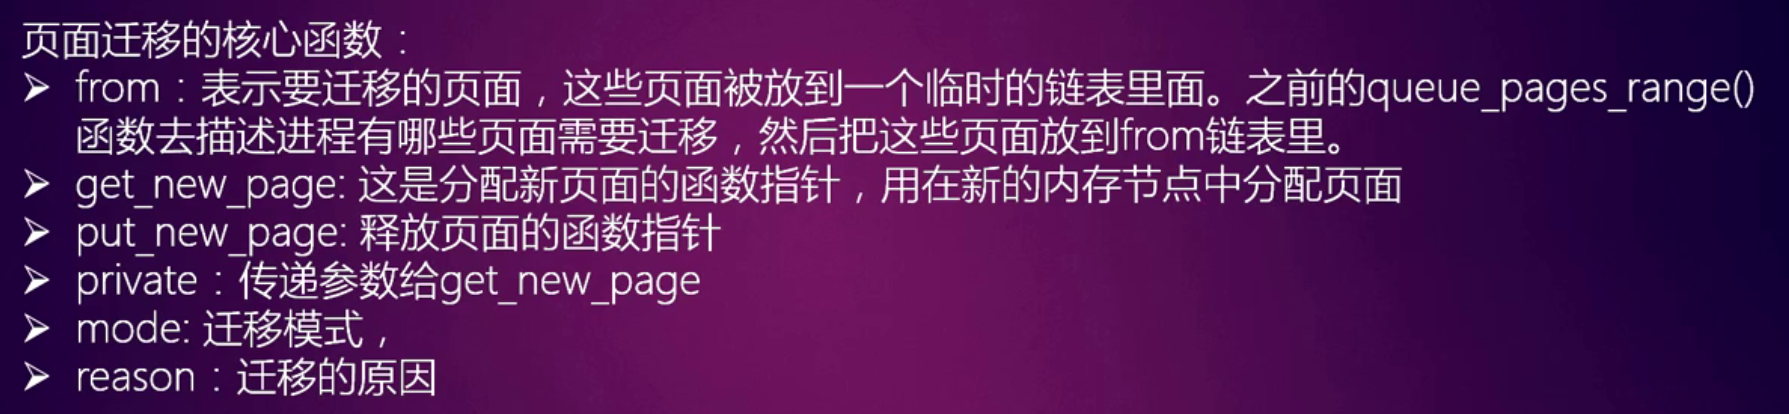 页面迁移的核心函数：
➢ from：表示要迁移的页面，这些页面被放到一个临时的链表里面。之前的queue_pages_range()
函数去描述进程有哪些页面需要迁移，然后把这些页面放到from链表里。
➢ get_new_page: 这是分配新页面的函数指针，用在新的内存节点中分配页面
➢ put_new_page: 释放页面的函数指针
➢ private：传递参数给get_new_page
➢ mode: 迁移模式，
➢ reason：迁移的原因